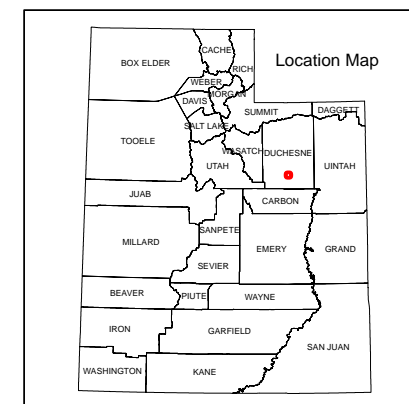 Location Map
BOX ELDER
CACHE
RICH
WEBER
MORGAN
DAVIS
SUMMIT
DAGGETT
SALT LAKE
TOOELE
WASATCH
DUCHESNE
UTAH
UINTAH
JUAB
CARBON
SANPETE
MILLARD
EMERY
GRAND
SEVIER
BEAVER
PIUTE
WAYNE
IRON
GARFIELD
SAN JUAN
WASHINGTON
KANE